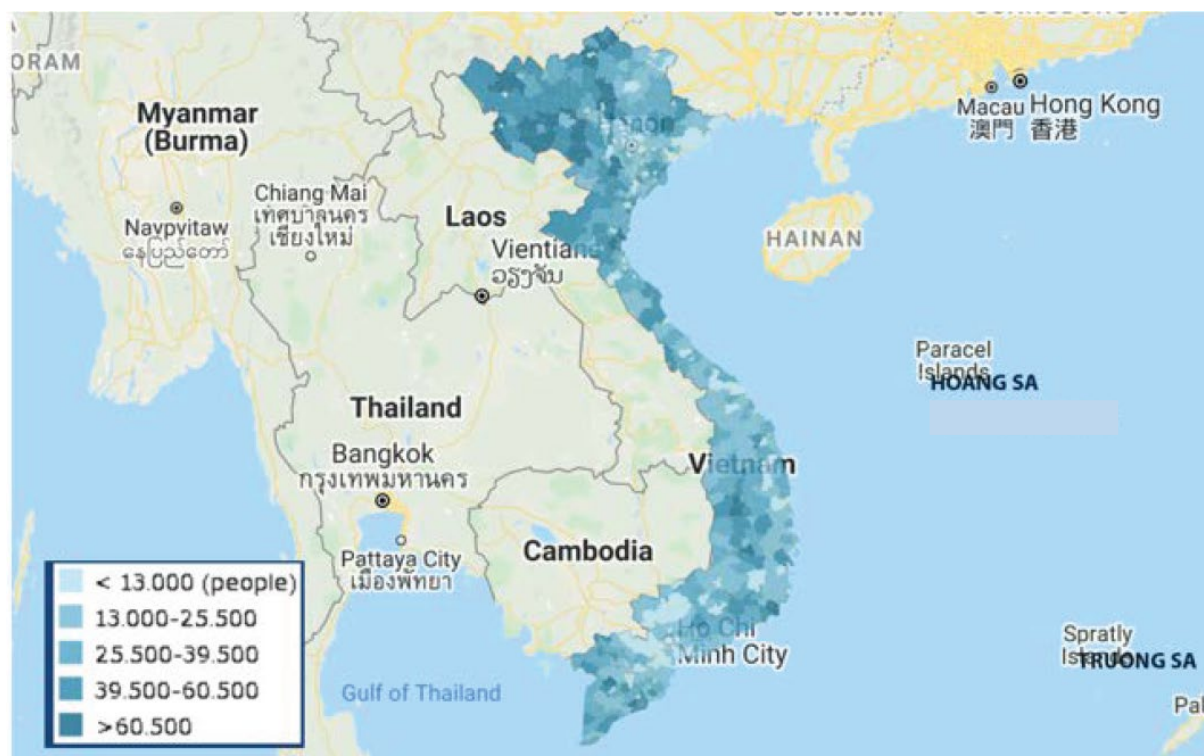 ORAM
Myanmar
(Burma)
Naypyitaw
နေပြည်တော်
Chiang Mai
เทศบาลนคร
เชียงใหม่
Laos
Vientiane
ວຽງຈັນ
Macau
澳門
Hong Kong
香港
HAINAN
Paracel
Islands
HOANG SA
Thailand
Bangkok
กรุงเทพมหานคร
Pattaya City
เมืองพัทยา
Vietnam
Cambodia
Ho Chi
Minh City
Gulf of Thailand
Spratly
Islands
TRUONG SA
Pal
< 13.000 (people)
13.000-25.500
25.500-39.500
39.500-60.500
>60.500